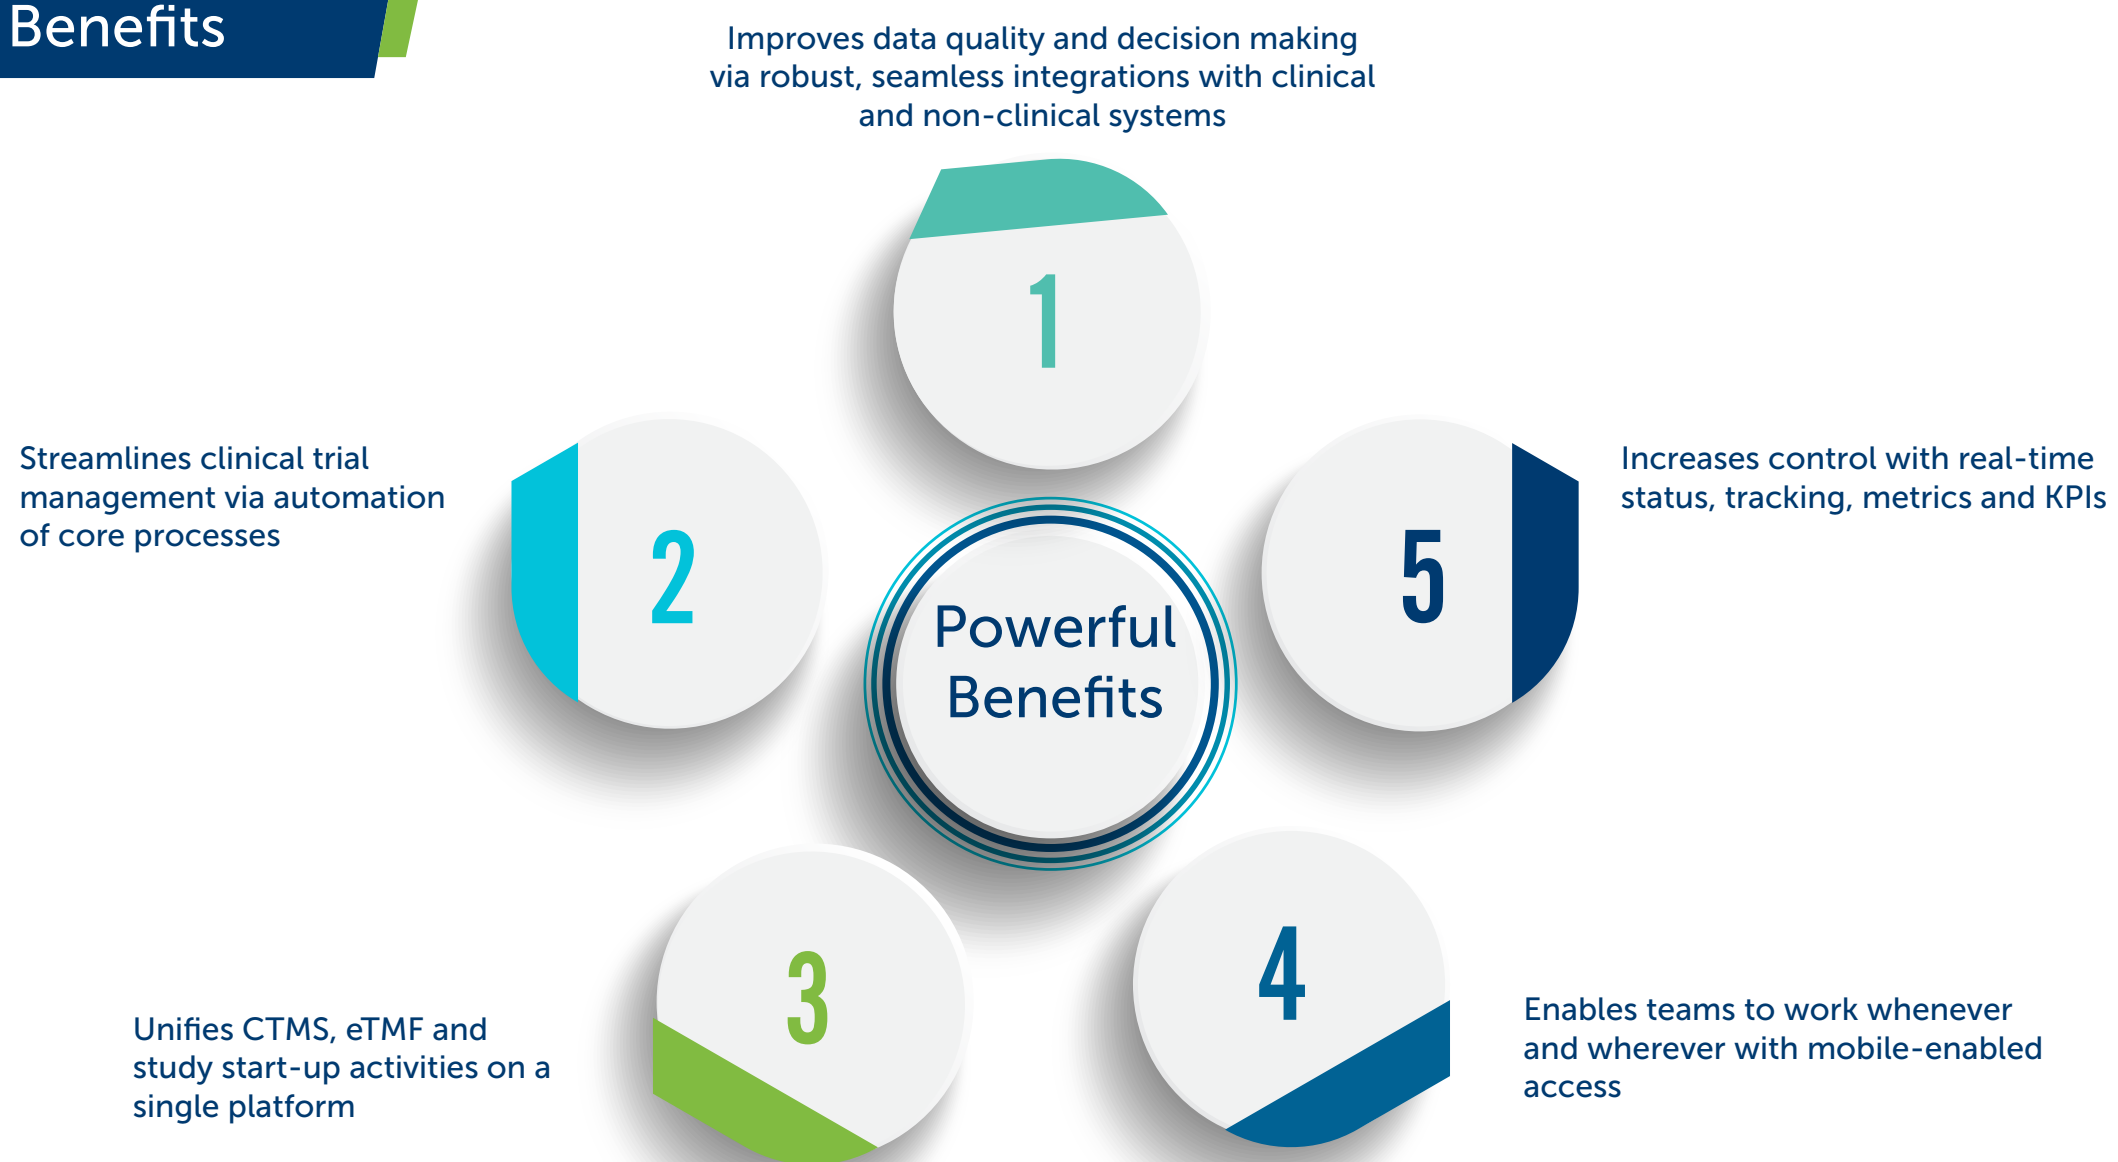 Benefits
Improves data quality and decision making
via robust, seamless integrations with clinical
and non-clinical systems
1
Streamlines clinical trial
management via automation
of core processes
2
Increases control with real-time
status, tracking, metrics and KPIs
5
Powerful
Benefits
3
Unifies CTMS, eTMF and
study start-up activities on a
single platform
4
Enables teams to work whenever
and wherever with mobile-enabled
access